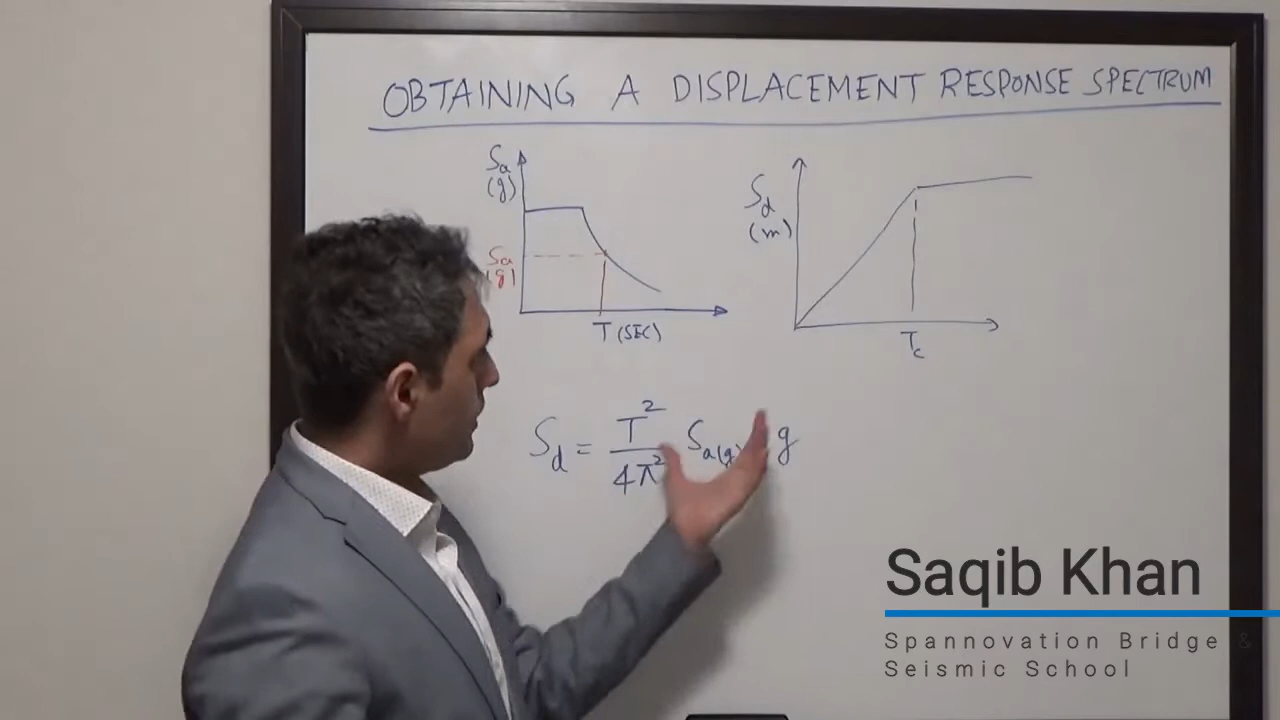 OBTAINING A DISPLACEMENT RESPONSE SPECTRUM
Sa
(g)
Sa
(g)
T (SEC)
Sd
(m)
Tc
Sd = T² / 4π² Sa(g) g
Saqib Khan
Spannovation Bridge &
Seismic School